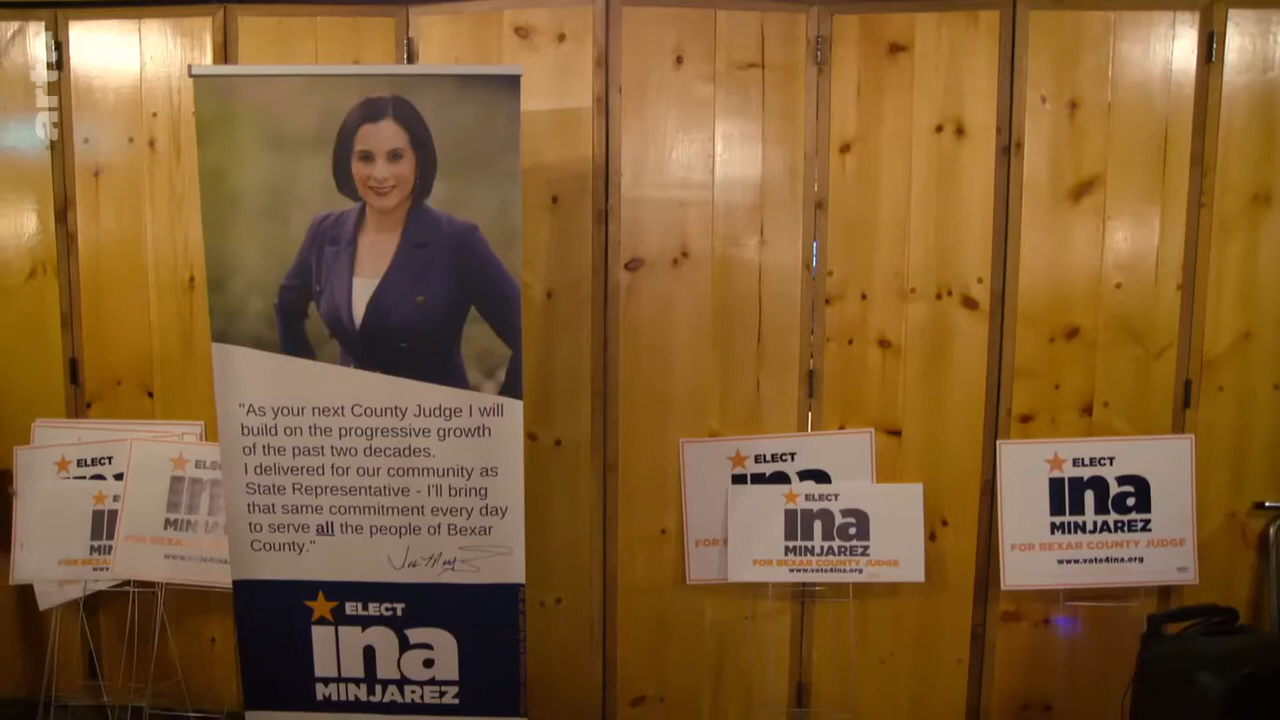 arte
"As your next County Judge I will
build on the progressive growth
of the past two decades.
I delivered for our community as
State Representative - I'll bring
that same commitment every day
to serve all the people of Bexar
County."
ELECT
ina
MINJAREZ
ELECT
ELECT
ina
ELECT
ina
MINJAREZ
FOR BEXAR COUNTY JUDGE
www.vote4ina.org
ELECT
ina
MINJAREZ
FOR BEXAR COUNTY JUDGE
www.vote4ina.org